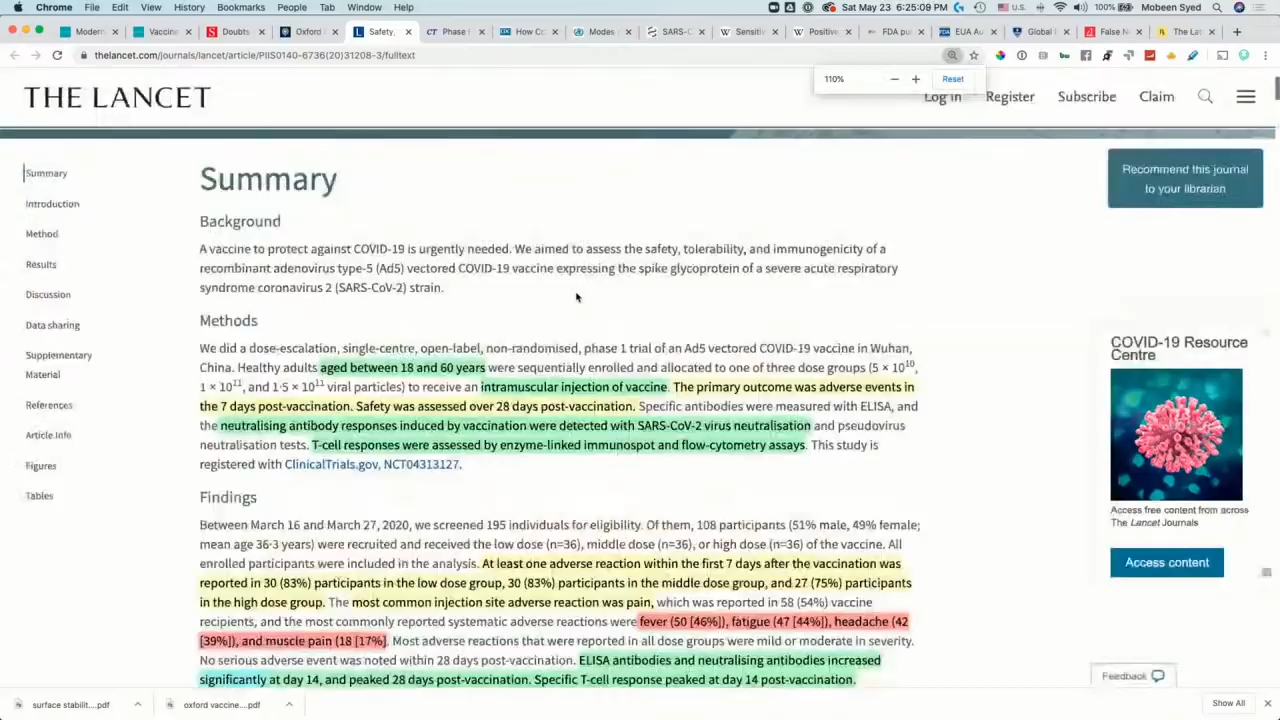 Chrome File Edit View History Bookmarks People Tab Window Help U.S. 100% Sat May 23 6:25:09 PM Mobeen Syed
Modern Vaccine Doubts Oxford Safety, Phase How Co Modes SARS-C Sensitiv Positive FDA pu EUA Au Global False Ne The Lat
thelancet.com/journals/lancet/article/PIIS0140-6736(20)31208-3/fulltext
110% − + Reset
THE LANCET
Log in Register Subscribe Claim
Summary
Introduction
Method
Results
Discussion
Data sharing
Supplementary
Material
References
Article Info
Figures
Tables
Summary
Background
A vaccine to protect against COVID-19 is urgently needed. We aimed to assess the safety, tolerability, and immunogenicity of a
recombinant adenovirus type-5 (Ad5) vectored COVID-19 vaccine expressing the spike glycoprotein of a severe acute respiratory
syndrome coronavirus 2 (SARS-CoV-2) strain.
Methods
We did a dose-escalation, single-centre, open-label, non-randomised, phase 1 trial of an Ad5 vectored COVID-19 vaccine in Wuhan,
China. Healthy adults aged between 18 and 60 years were sequentially enrolled and allocated to one of three dose groups (5 × 10¹⁰,
1 × 10¹¹, and 1·5 × 10¹¹ viral particles) to receive an intramuscular injection of vaccine. The primary outcome was adverse events in
the 7 days post-vaccination. Safety was assessed over 28 days post-vaccination. Specific antibodies were measured with ELISA, and
the neutralising antibody responses induced by vaccination were detected with SARS-CoV-2 virus neutralisation and pseudovirus
neutralisation tests. T-cell responses were assessed by enzyme-linked immunospot and flow-cytometry assays. This study is
registered with ClinicalTrials.gov, NCT04313127.
Findings
Between March 16 and March 27, 2020, we screened 195 individuals for eligibility. Of them, 108 participants (51% male, 49% female;
mean age 36·3 years) were recruited and received the low dose (n=36), middle dose (n=36), or high dose (n=36) of the vaccine. All
enrolled participants were included in the analysis. At least one adverse reaction within the first 7 days after the vaccination was
reported in 30 (83%) participants in the low dose group, 30 (83%) participants in the middle dose group, and 27 (75%) participants
in the high dose group. The most common injection site adverse reaction was pain, which was reported in 58 (54%) vaccine
recipients, and the most commonly reported systematic adverse reactions were fever (50 [46%]), fatigue (47 [44%]), headache (42
[39%]), and muscle pain (18 [17%]. Most adverse reactions that were reported in all dose groups were mild or moderate in severity.
No serious adverse event was noted within 28 days post-vaccination. ELISA antibodies and neutralising antibodies increased
significantly at day 14, and peaked 28 days post-vaccination. Specific T-cell response peaked at day 14 post-vaccination.
Recommend this journal
to your librarian
COVID-19 Resource
Centre
Access free content from across
The Lancet Journals
Access content
Feedback
surface stabilit....pdf oxford vaccine....pdf Show All